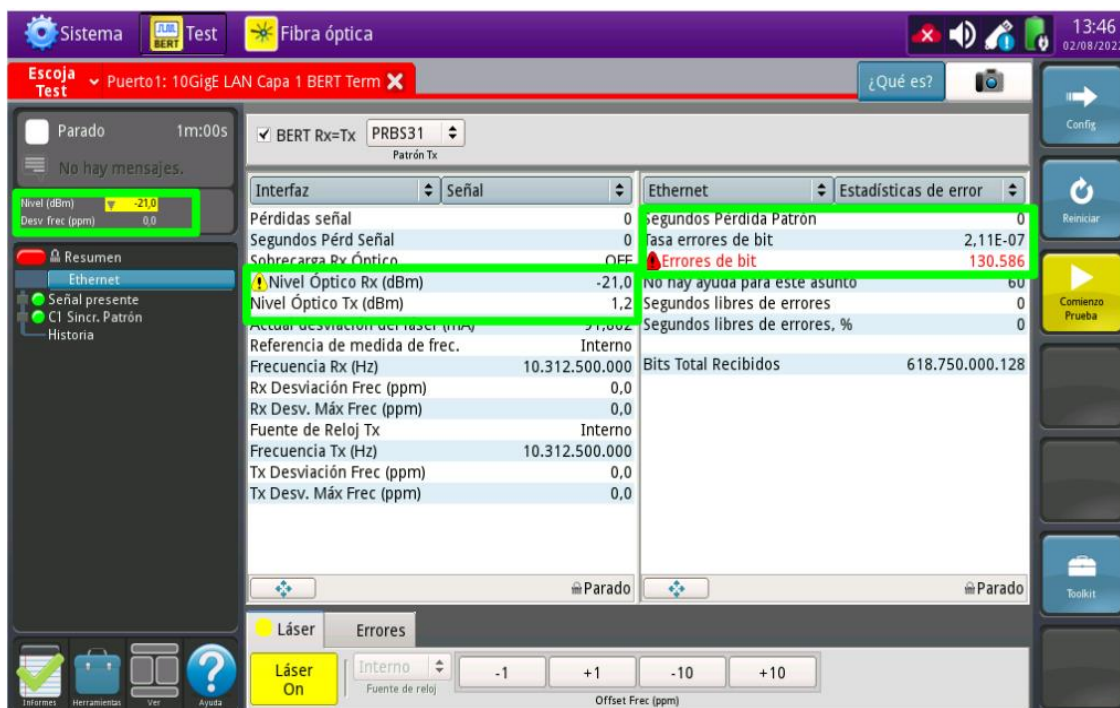 Sistema
BERT
Test
Fibra óptica
13:46
02/08/202
Escoja
Test
Puerto1: 10GigE LAN Capa 1 BERT Term
¿Qué es?
Parado 1m:00s
No hay mensajes.
Nivel (dBm) -21,0
Desv frec (ppm) 0,0
Resumen
Ethernet
Señal presente
C1 Sincr. Patrón
Historia
BERT Rx=Tx PRBS31
Patrón Tx
Interfaz Señal
Pérdidas señal 0
Segundos Pérd Señal 0
Sobrecarga Rx Óptico OFF
Nivel Óptico Rx (dBm) -21,0
Nivel Óptico Tx (dBm) 1,2
Actual desviación del láser (mA)
Referencia de medida de frec. Interno
Frecuencia Rx (Hz) 10.312.500.000
Rx Desviación Frec (ppm) 0,0
Rx Desv. Máx Frec (ppm) 0,0
Fuente de Reloj Tx Interno
Frecuencia Tx (Hz) 10.312.500.000
Tx Desviación Frec (ppm) 0,0
Tx Desv. Máx Frec (ppm) 0,0
Parado
Ethernet Estadísticas de error
Segundos Pérdida Patrón 0
Tasa errores de bit 2,11E-07
Errores de bit 130.586
No hay ayuda para este asunto 60
Segundos libres de errores 0
Segundos libres de errores, % 0
Bits Total Recibidos 618.750.000.128
Parado
Láser Errores
Láser
On
Interno
Fuente de reloj
-1 +1 -10 +10
Offset Frec (ppm)
Config
Reiniciar
Comienzo
Prueba
Toolkit
Informes Herramientas Ver Ayuda